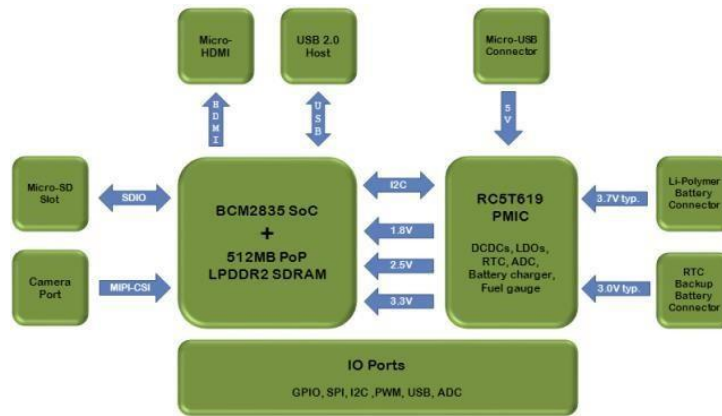 Micro-
HDMI
USB 2.0
Host
Micro-USB
Connector
HDMI
USB
5V
Micro-SD
Slot
SDIO
BCM2835 SoC
+
512MB PoP
LPDDR2 SDRAM
I2C
1.8V
2.5V
3.3V
RC5T619
PMIC
DCDCs, LDOs,
RTC, ADC,
Battery charger,
Fuel gauge
3.7V typ.
Li-Polymer
Battery
Connector
Camera
Port
MIPI-CSI
3.0V typ.
RTC
Backup
Battery
Connector
IO Ports
GPIO, SPI, I2C ,PWM, USB, ADC